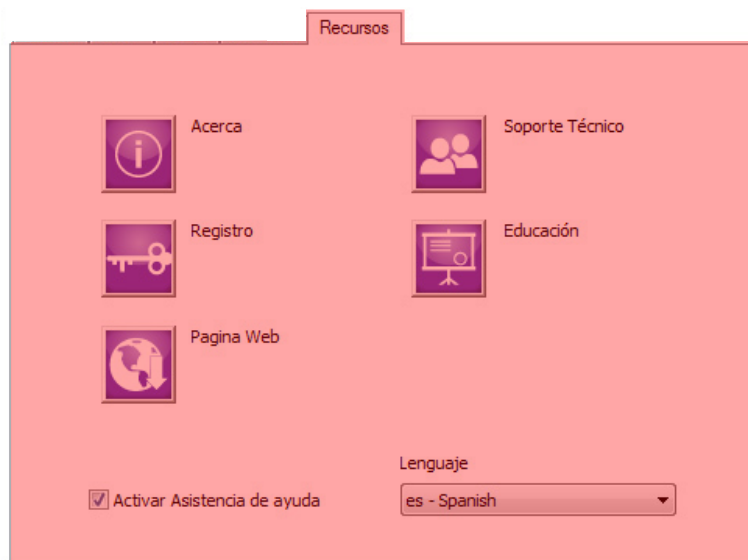 Recursos
Acerca
Soporte Técnico
Registro
Educación
Pagina Web
Lenguaje
Activar Asistencia de ayuda
es - Spanish